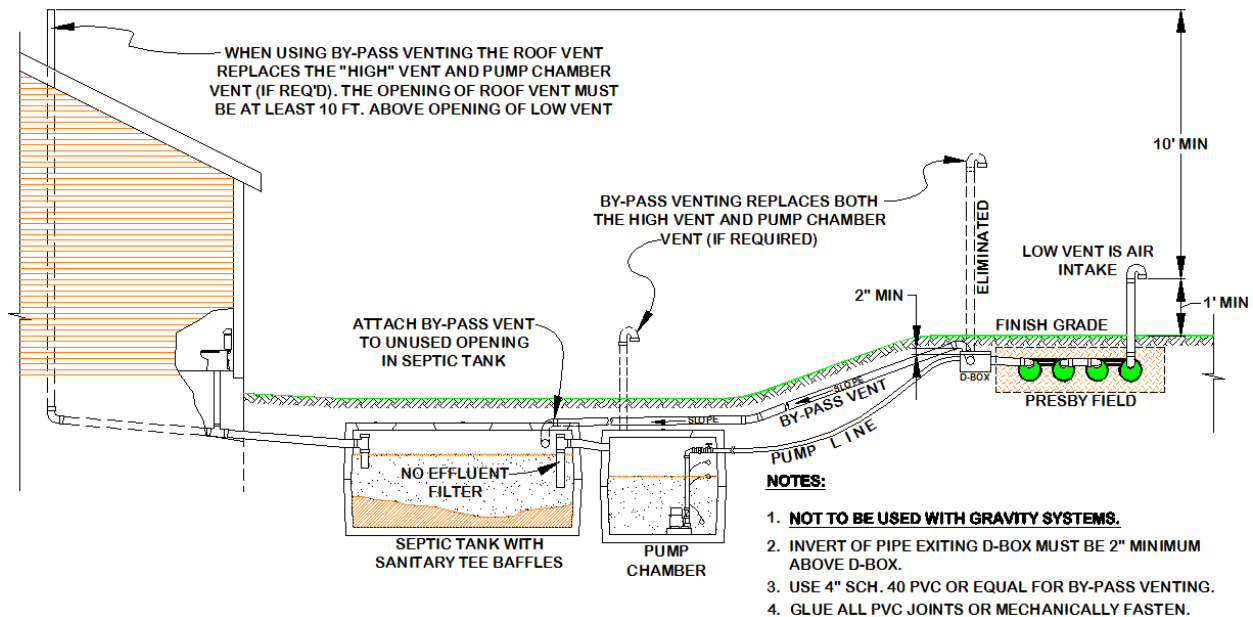 WHEN USING BY-PASS VENTING THE ROOF VENT
REPLACES THE "HIGH" VENT AND PUMP CHAMBER
VENT (IF REQ'D). THE OPENING OF ROOF VENT MUST
BE AT LEAST 10 FT. ABOVE OPENING OF LOW VENT
10' MIN
BY-PASS VENTING REPLACES BOTH
THE HIGH VENT AND PUMP CHAMBER
VENT (IF REQUIRED)
ELIMINATED
LOW VENT IS AIR
INTAKE
2" MIN
1' MIN
FINISH GRADE
ATTACH BY-PASS VENT
TO UNUSED OPENING
IN SEPTIC TANK
D-BOX
PRESBY FIELD
SLOPE
BY-PASS VENT
SLOPE
PUMP LINE
NO EFFLUENT
FILTER
SEPTIC TANK WITH
SANITARY TEE BAFFLES
PUMP
CHAMBER
NOTES:
1. NOT TO BE USED WITH GRAVITY SYSTEMS.
2. INVERT OF PIPE EXITING D-BOX MUST BE 2" MINIMUM
ABOVE D-BOX.
3. USE 4" SCH. 40 PVC OR EQUAL FOR BY-PASS VENTING.
4. GLUE ALL PVC JOINTS OR MECHANICALLY FASTEN.